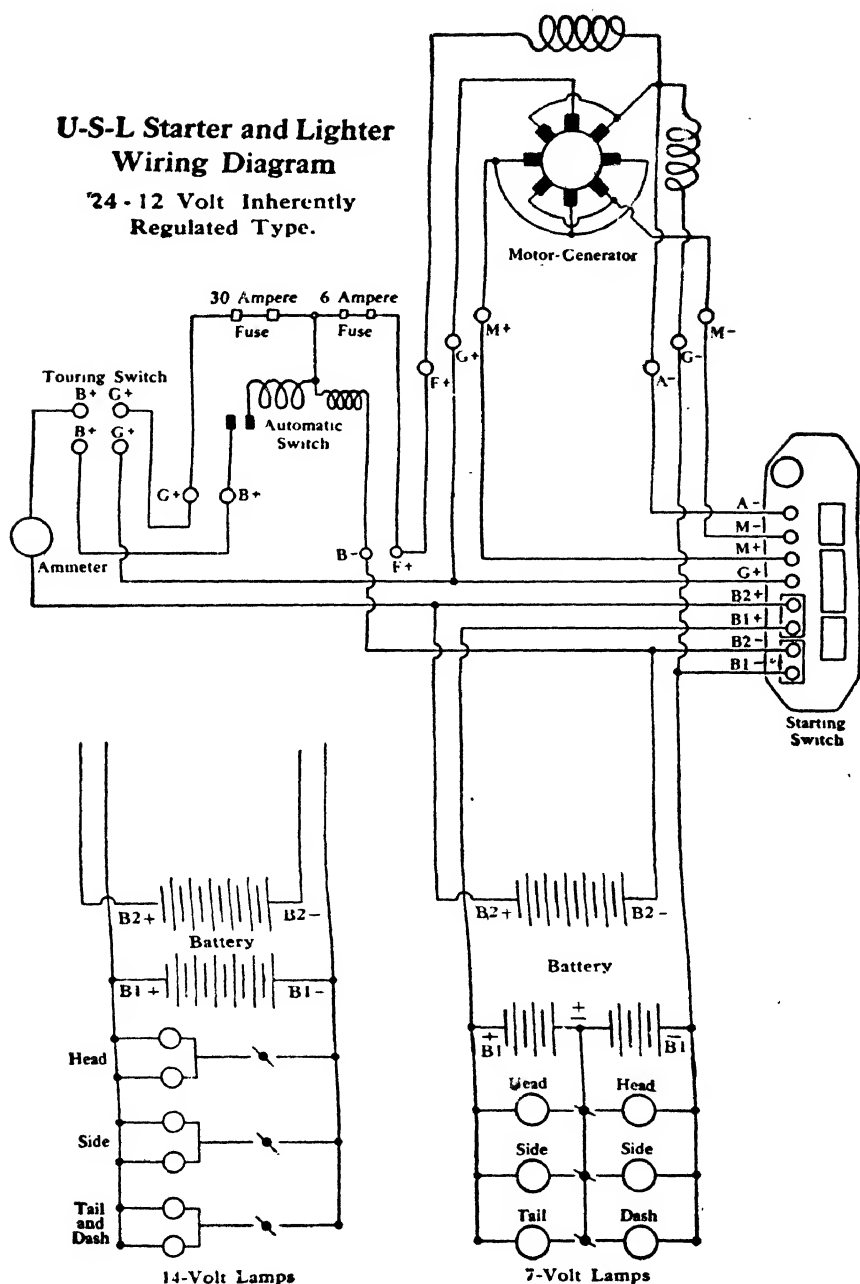 U-S-L Starter and Lighter
Wiring Diagram
24 - 12 Volt Inherently
Regulated Type.
Motor-Generator
30 Ampere
Fuse
6 Ampere
Fuse
M+
G+
F+
M-
G-
A-
Touring Switch
B+ G+
B+ G+
Automatic
Switch
G+
B+
Ammeter
B-
F+
A-
M-
M+
G+
B2+
B1+
B2-
B1-
Starting
Switch
B2+
B2-
Battery
B1+
B1-
Head
Side
Tail
and
Dash
14-Volt Lamps
B2+
B2-
Battery
+
B1
±
-
B1
Head
Head
Side
Side
Tail
Dash
7-Volt Lamps